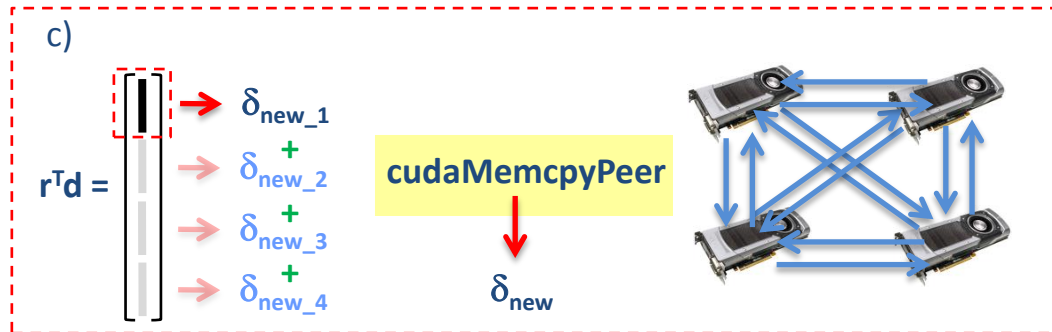 c)
rᵀd =
δnew_1
+
δnew_2
+
δnew_3
+
δnew_4
cudaMemcpyPeer
δnew